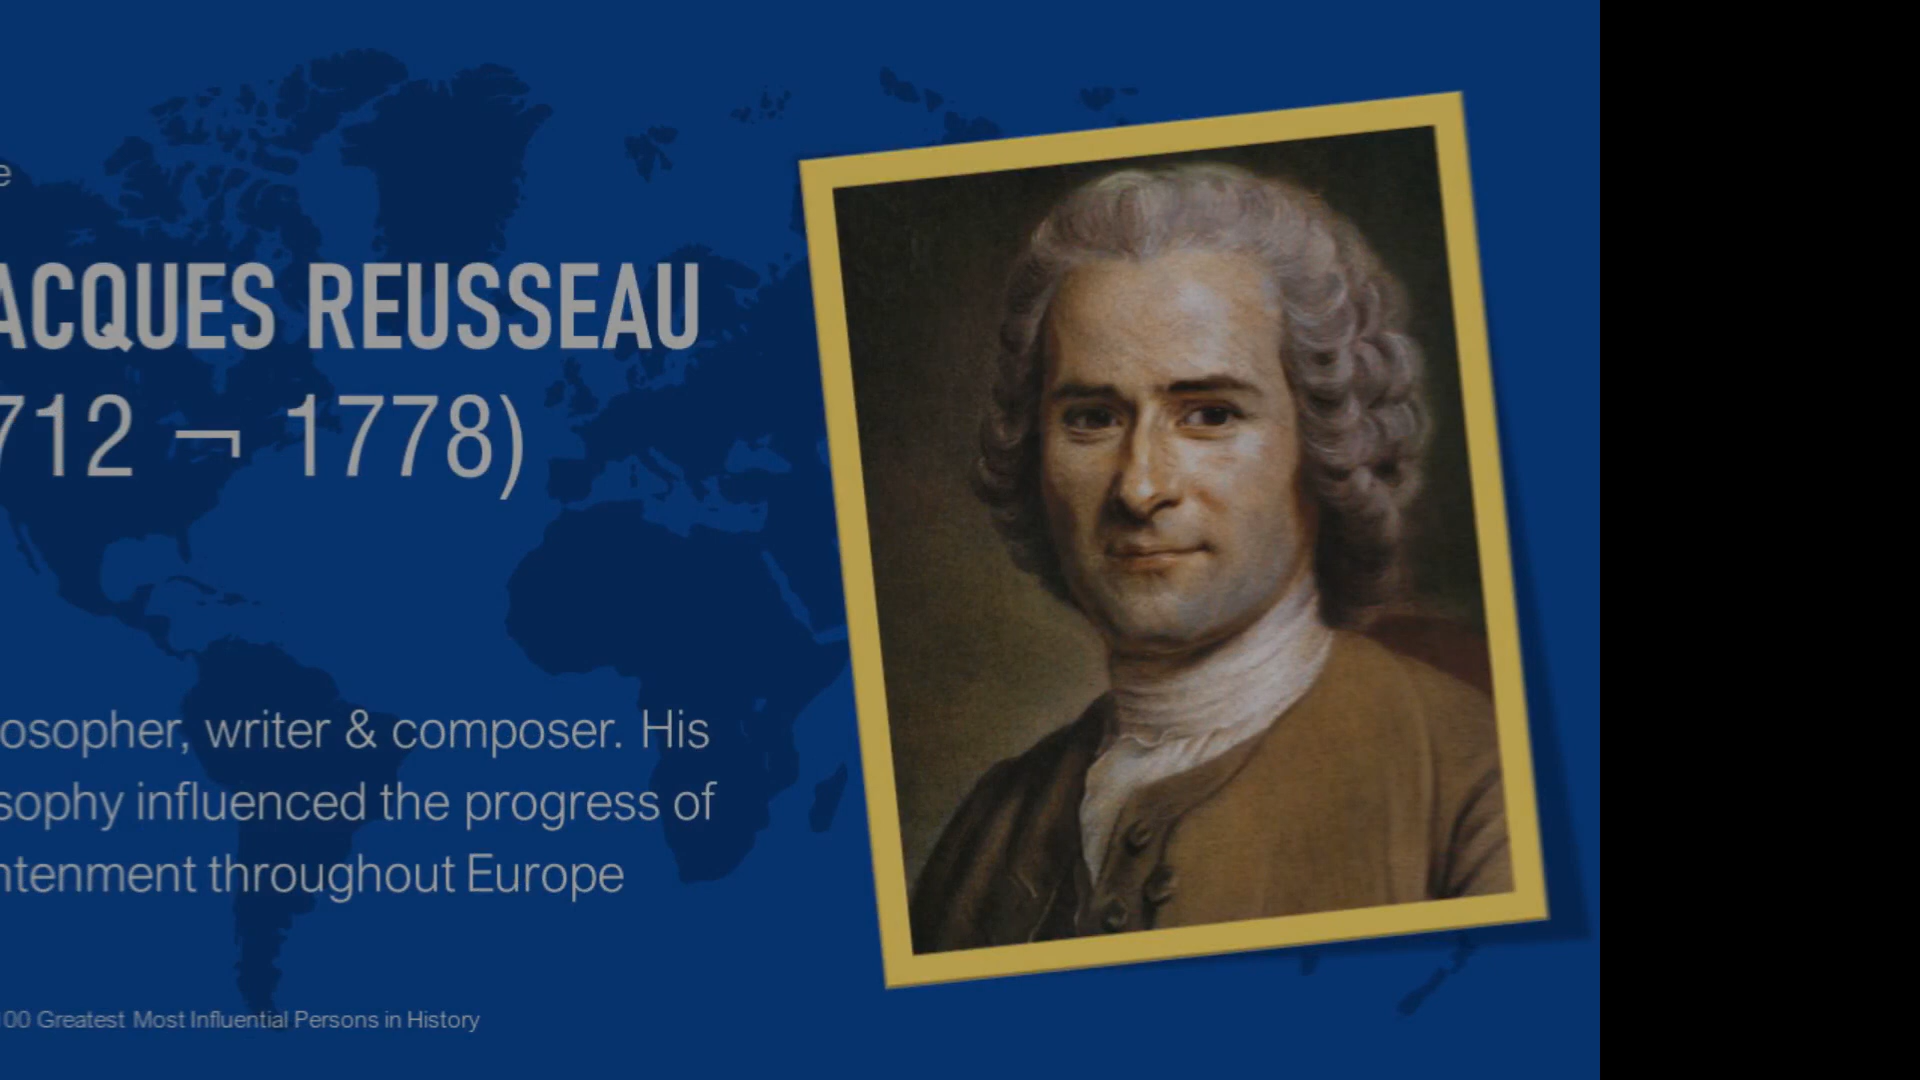 e
ACQUES REUSSEAU
712 ¬ 1778)
osopher, writer & composer. His
sophy influenced the progress of
ntenment throughout Europe
100 Greatest Most Influential Persons in History